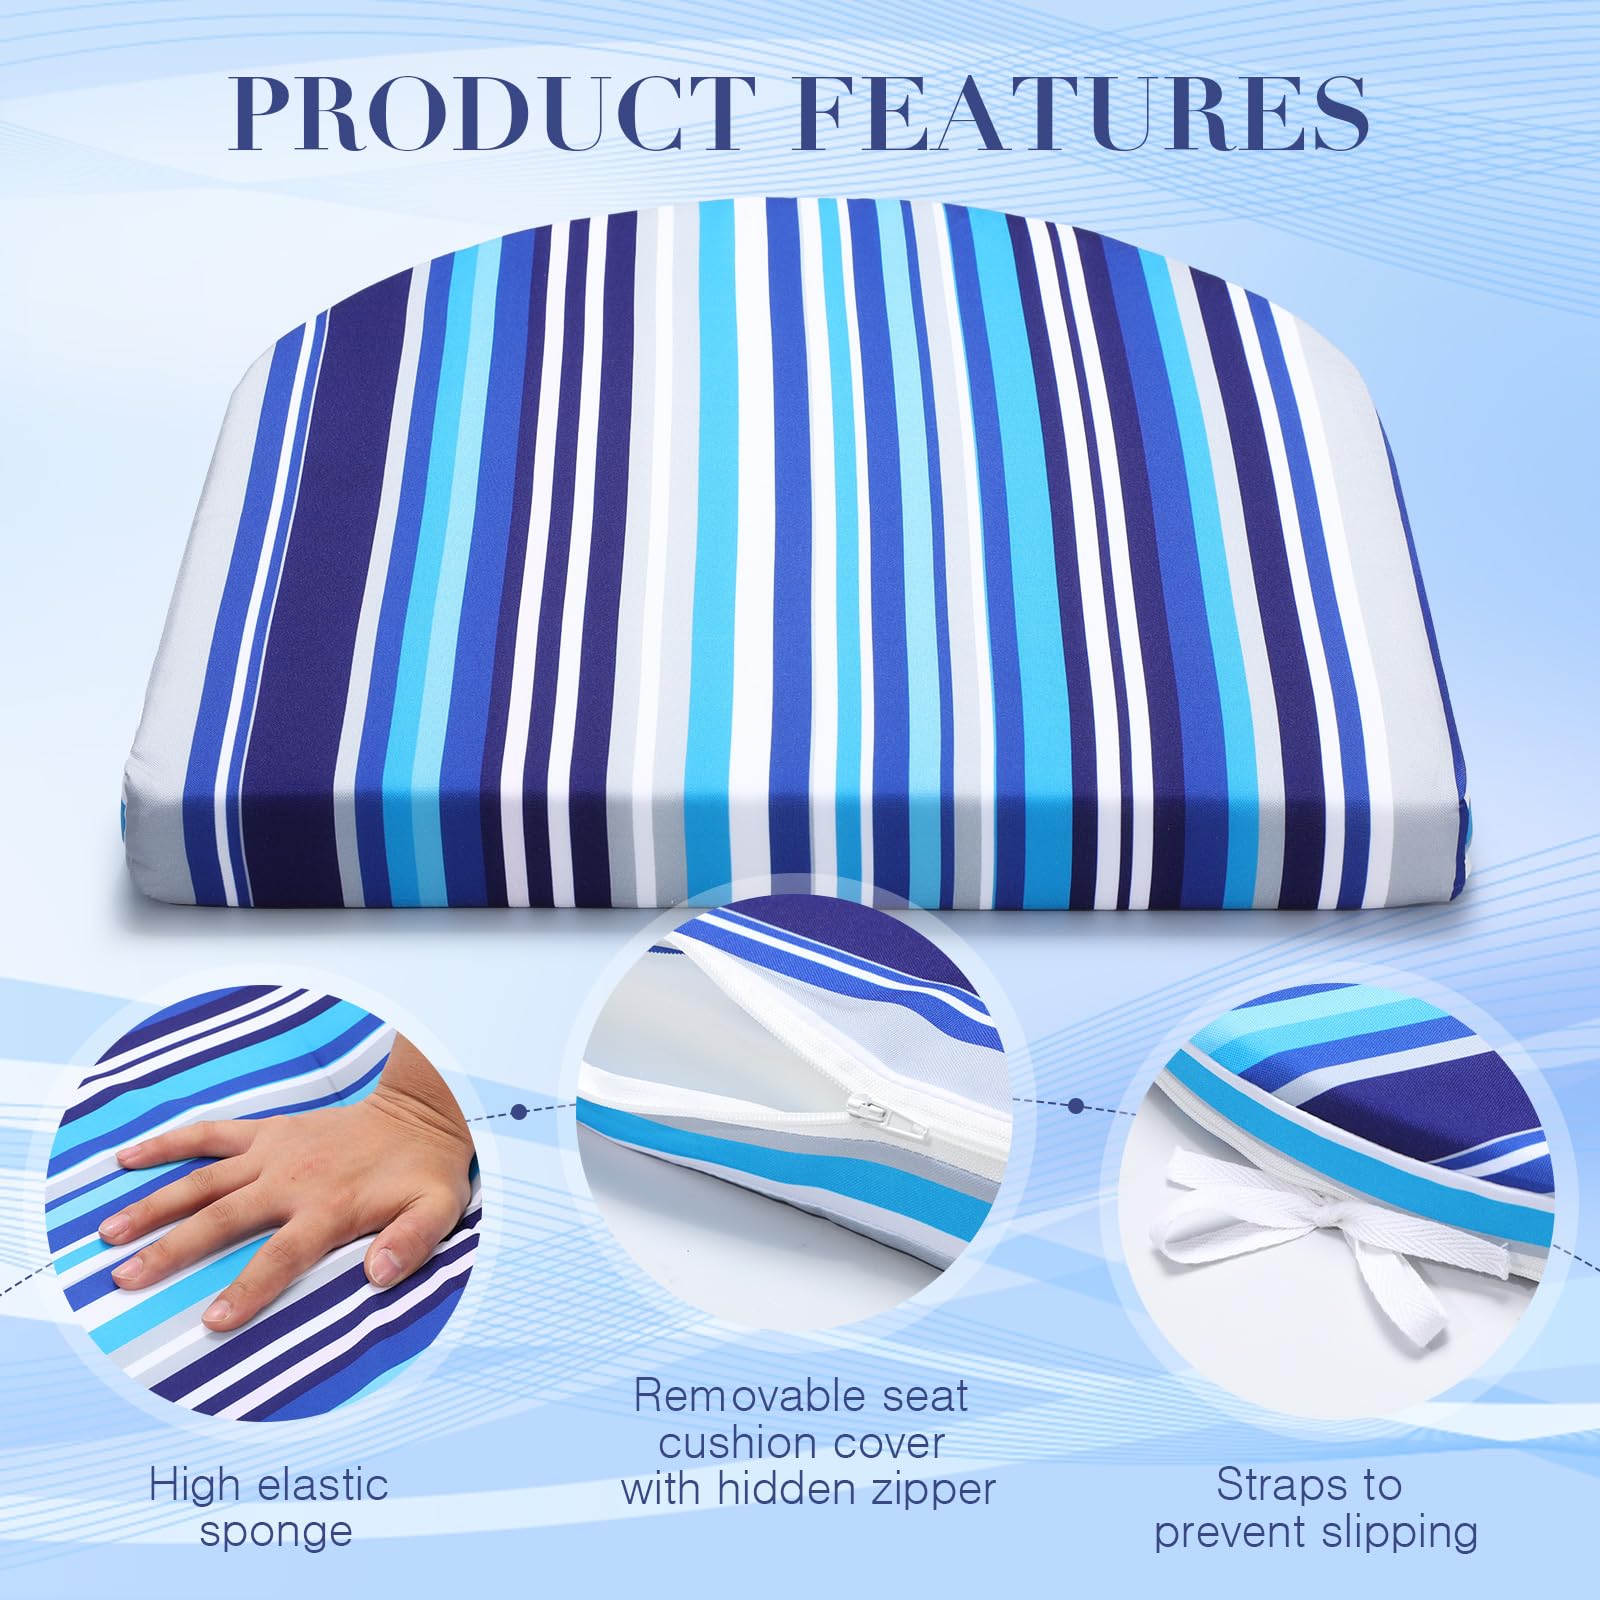 PRODUCT FEATURES
High elastic
sponge
Removable seat
cushion cover
with hidden zipper
Straps to
prevent slipping